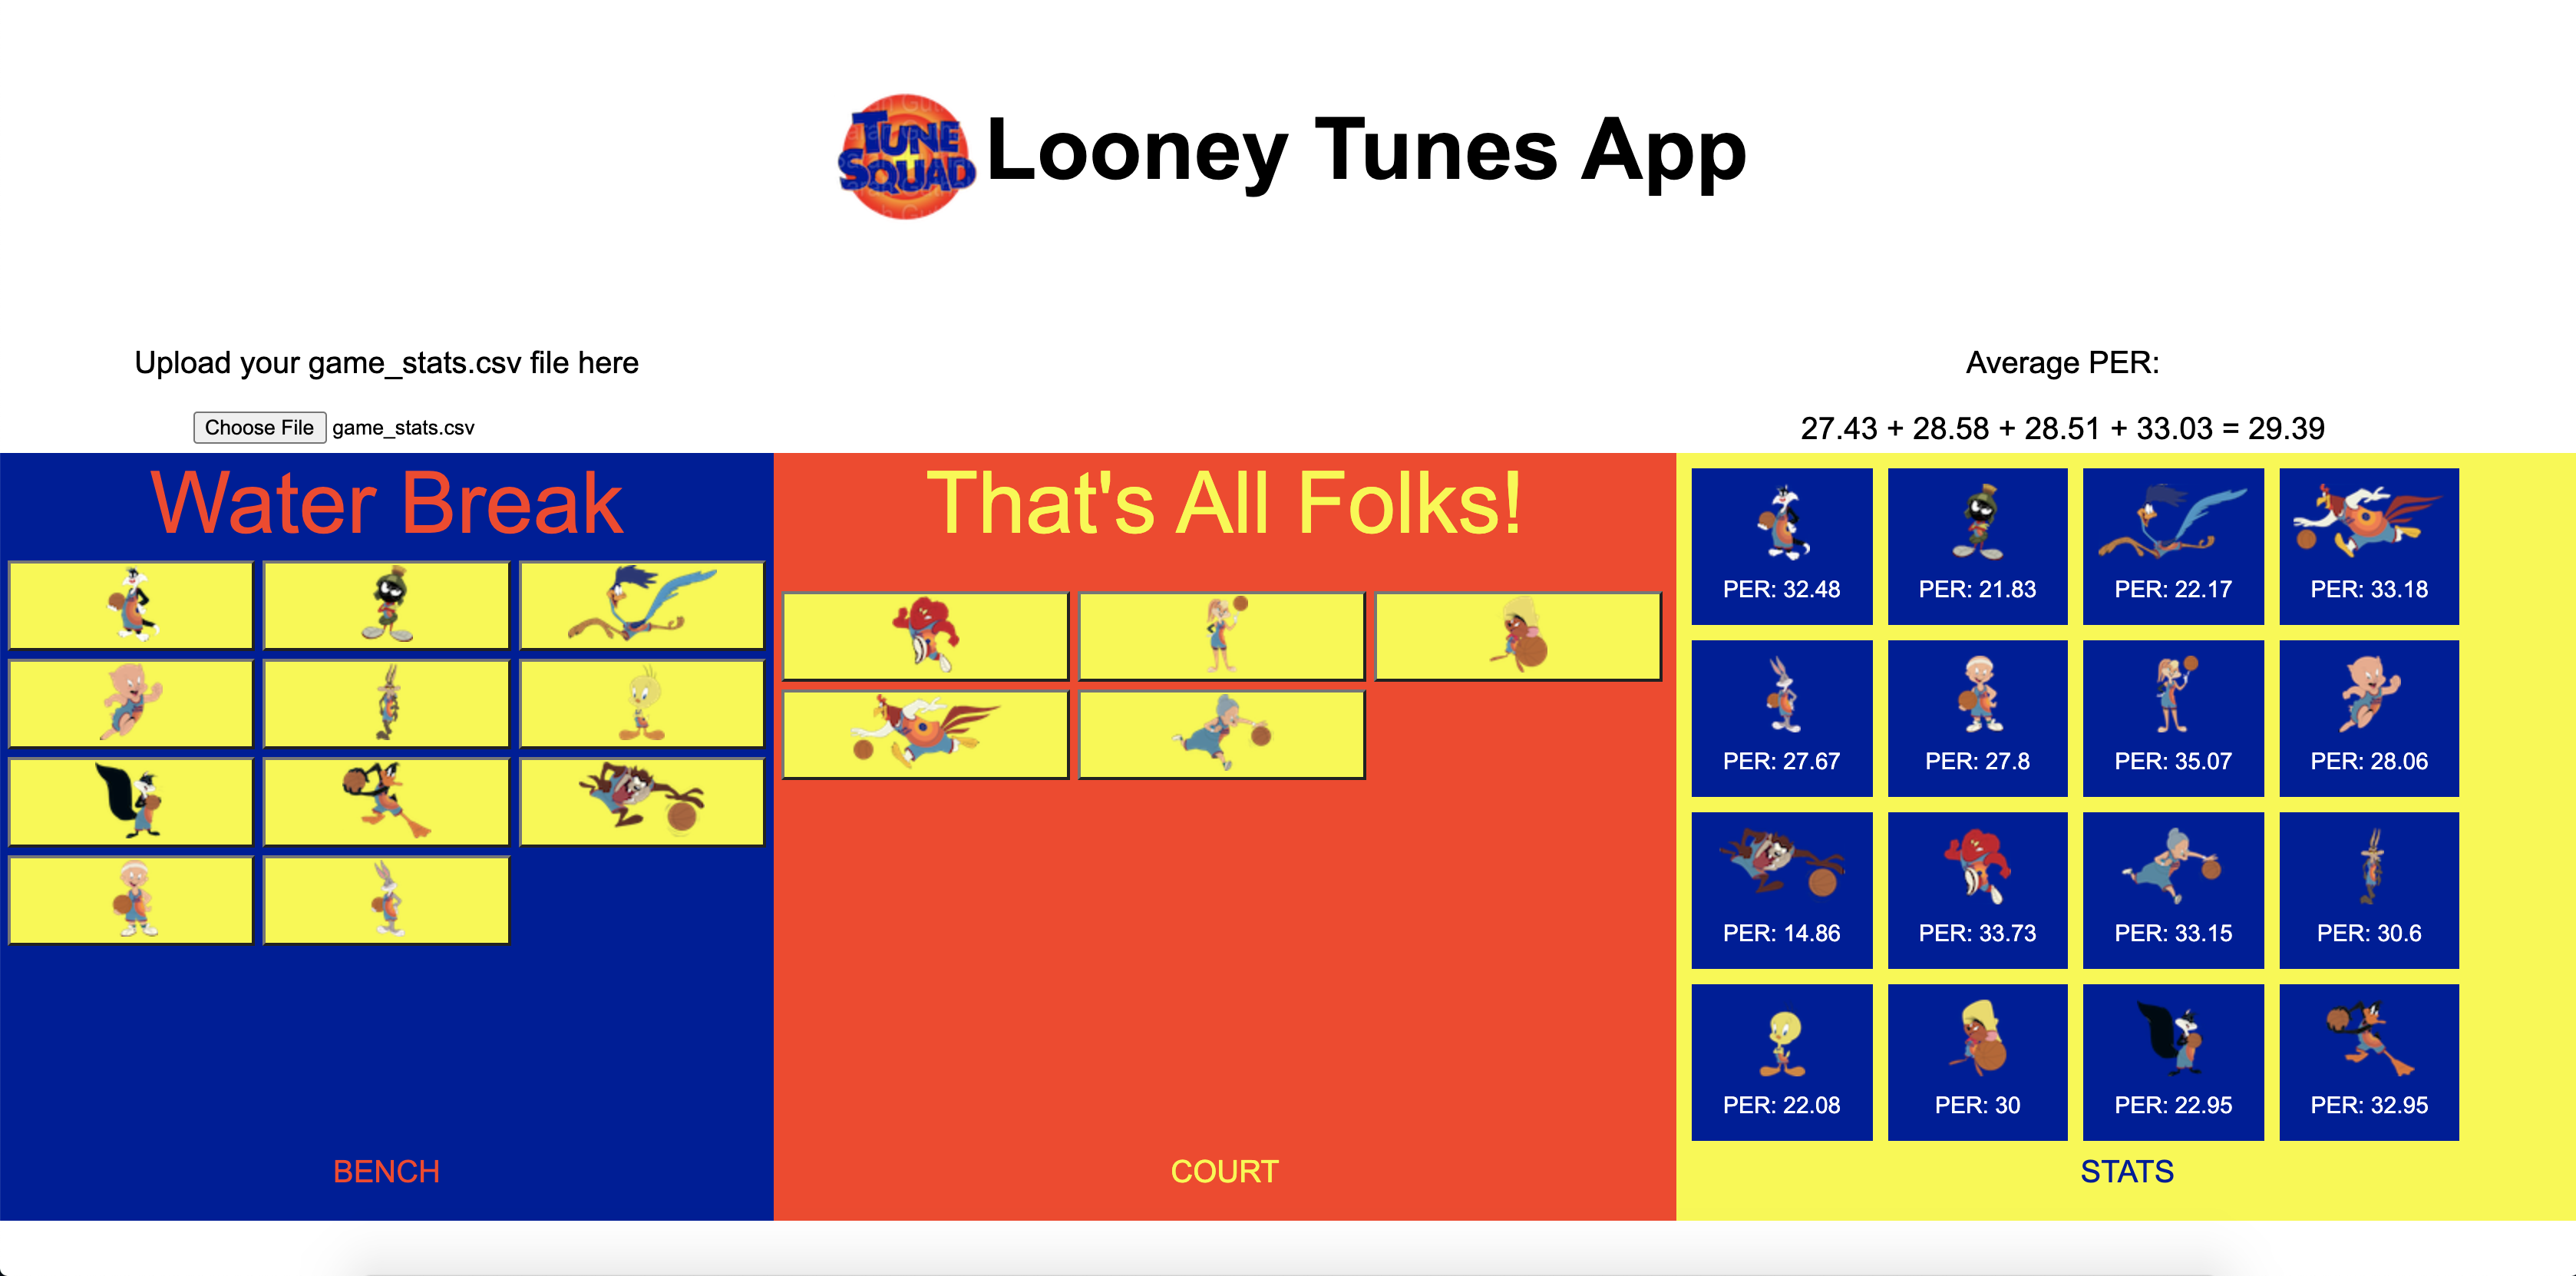 TUNE
SQUAD
Looney Tunes App
Upload your game_stats.csv file here
Choose File game_stats.csv
Average PER:
27.43 + 28.58 + 28.51 + 33.03 = 29.39
Water Break
BENCH
That's All Folks!
COURT
PER: 32.48
PER: 21.83
PER: 22.17
PER: 33.18
PER: 27.67
PER: 27.8
PER: 35.07
PER: 28.06
PER: 14.86
PER: 33.73
PER: 33.15
PER: 30.6
PER: 22.08
PER: 30
PER: 22.95
PER: 32.95
STATS